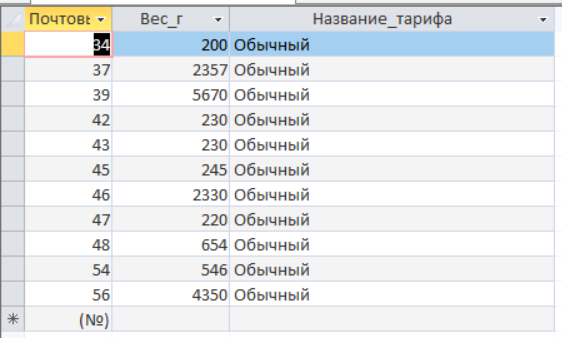 Почтовь Вес_г Название_тарифа
34 200 Обычный
37 2357 Обычный
39 5670 Обычный
42 230 Обычный
43 230 Обычный
45 245 Обычный
46 2330 Обычный
47 220 Обычный
48 654 Обычный
54 546 Обычный
56 4350 Обычный
(№)